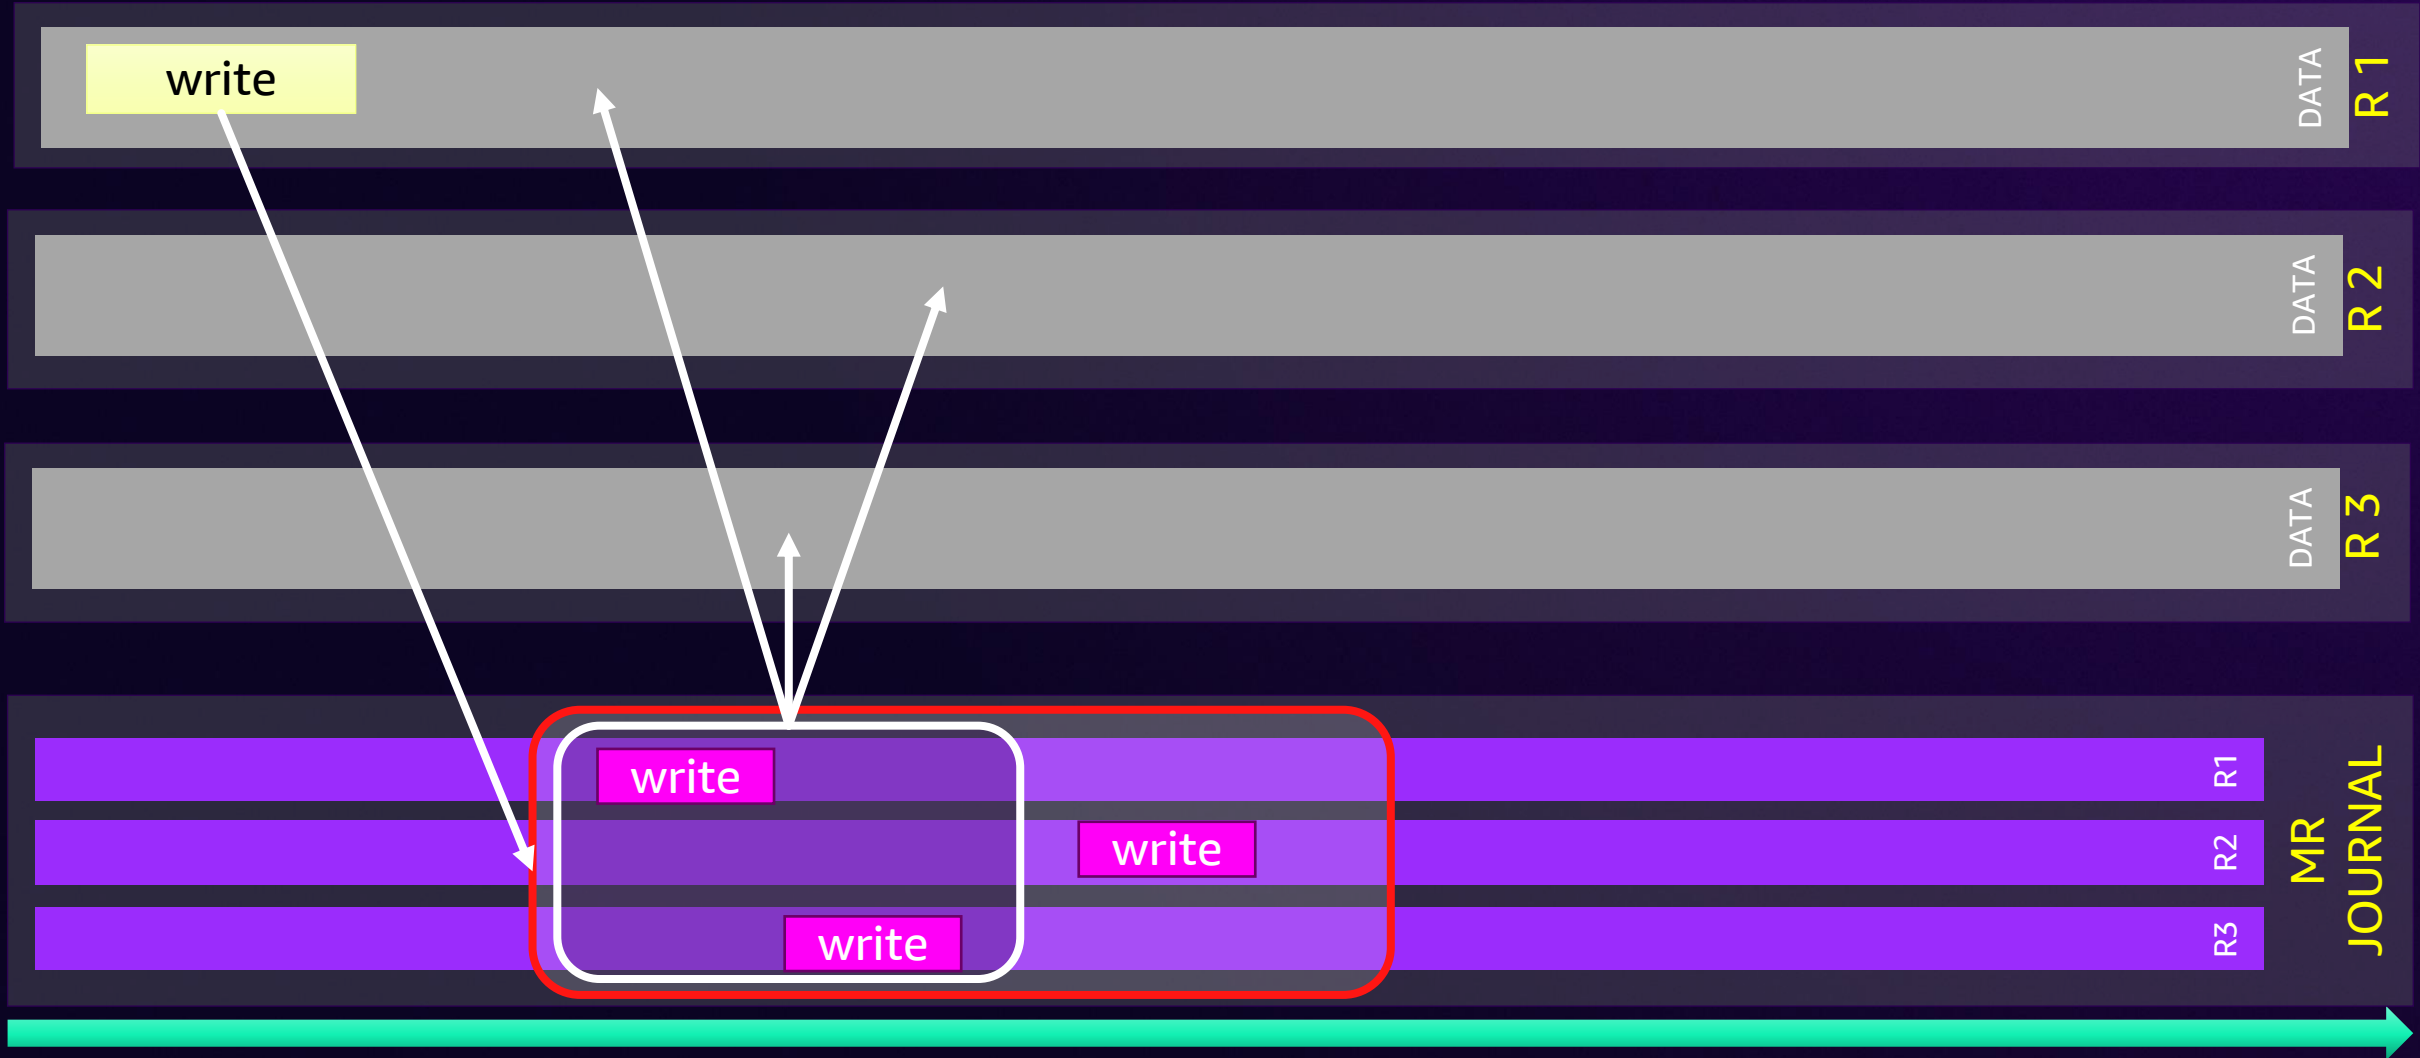 write
DATA
R 1
DATA
R 2
DATA
R 3
write
R1
write
R2
write
R3
MR
JOURNAL